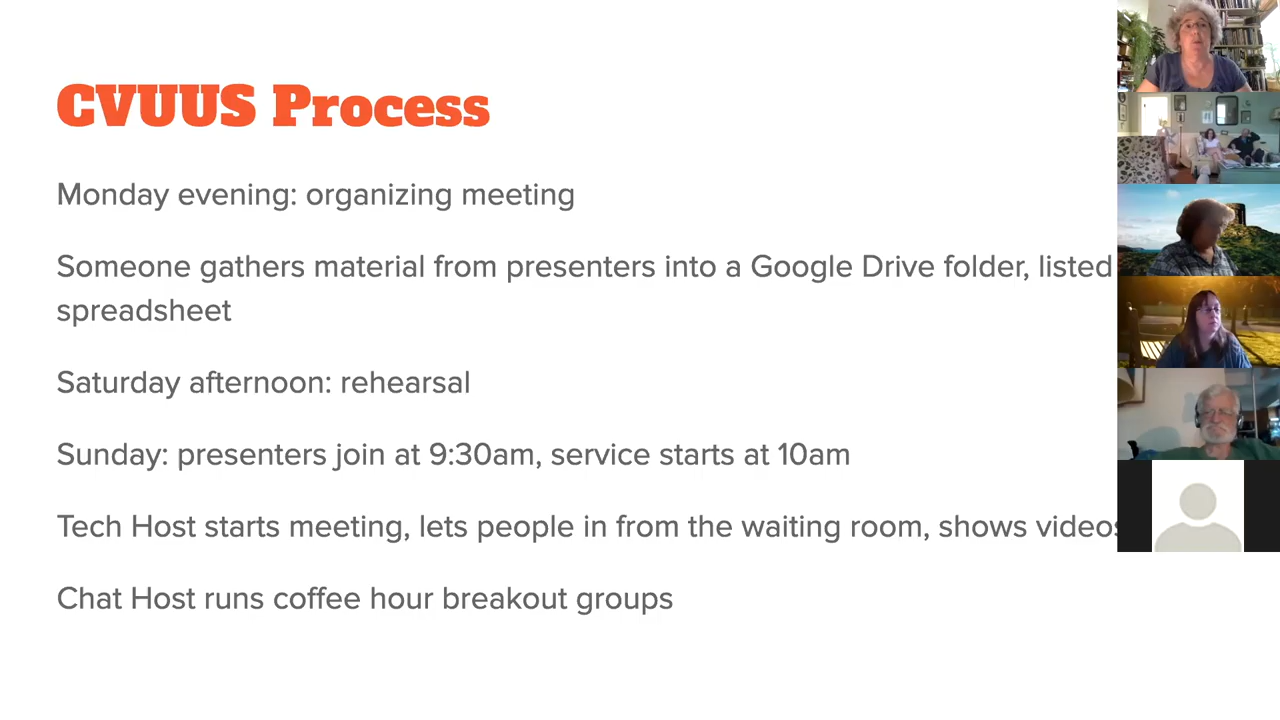 CVUUS Process
Monday evening: organizing meeting
Someone gathers material from presenters into a Google Drive folder, listed
spreadsheet
Saturday afternoon: rehearsal
Sunday: presenters join at 9:30am, service starts at 10am
Tech Host starts meeting, lets people in from the waiting room, shows videos
Chat Host runs coffee hour breakout groups